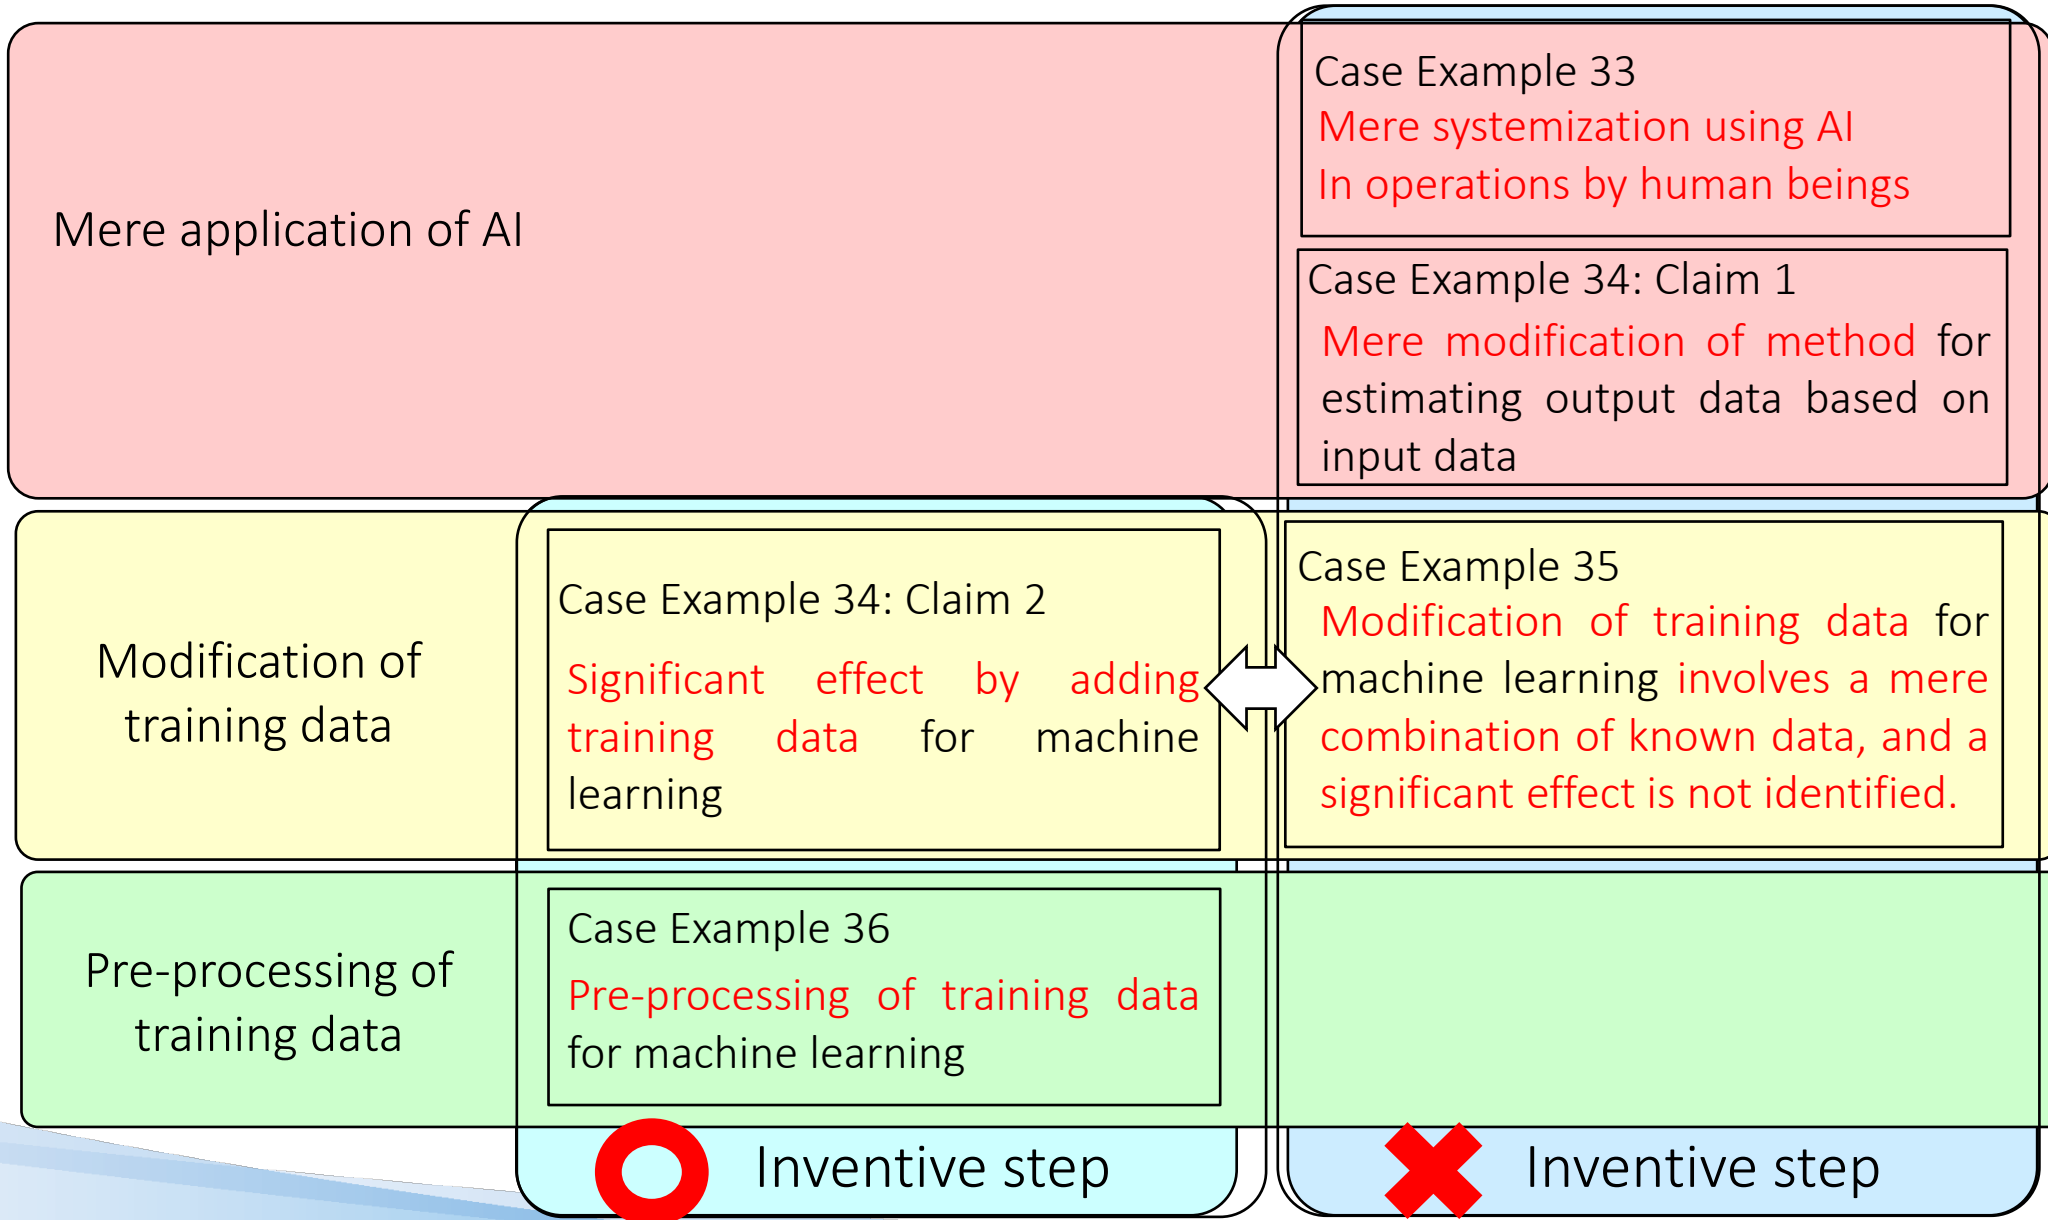 Mere application of AI
Case Example 33
Mere systemization using AI
In operations by human beings
Case Example 34: Claim 1
Mere modification of method for
estimating output data based on
input data
Modification of
training data
Case Example 34: Claim 2
Significant effect by adding
training data for machine
learning
Case Example 35
Modification of training data for
machine learning involves a mere
combination of known data, and a
significant effect is not identified.
Pre-processing of
training data
Case Example 36
Pre-processing of training data
for machine learning
Inventive step
Inventive step